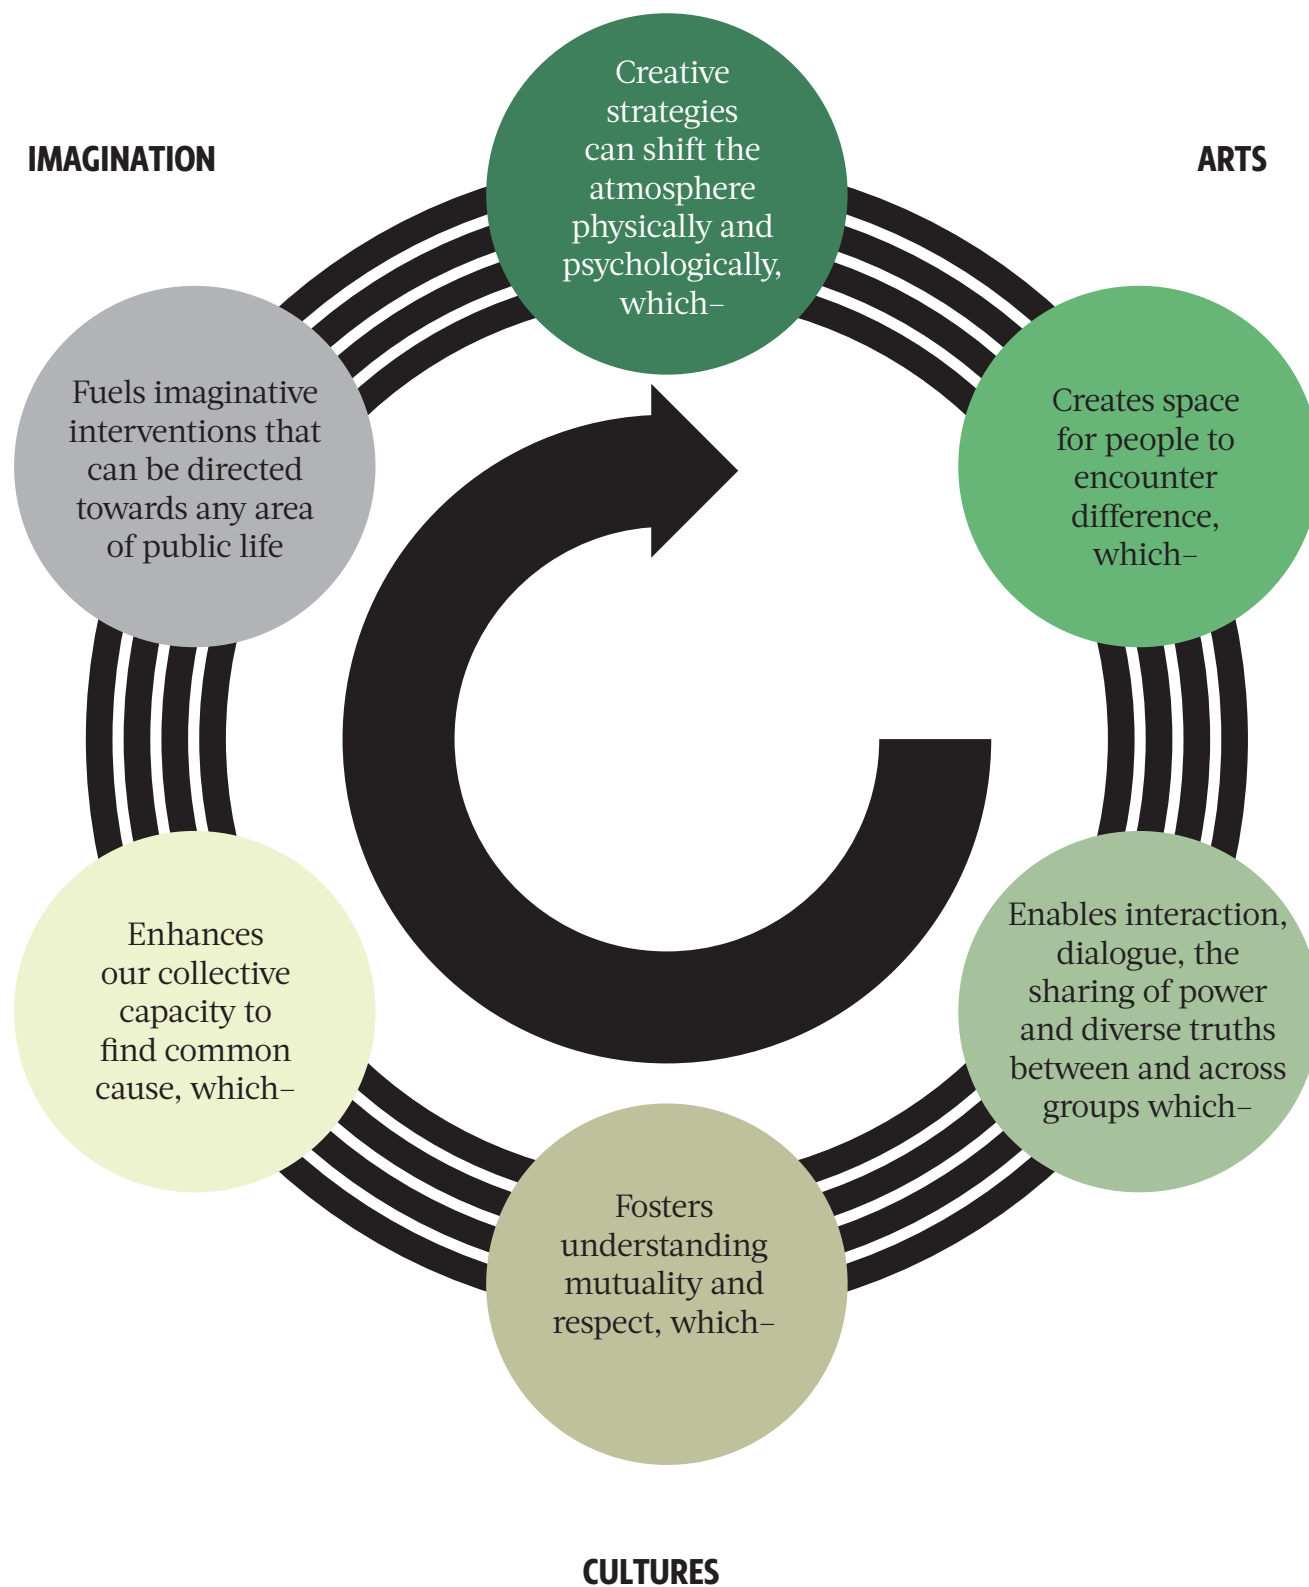 IMAGINATION
ARTS
Creative
strategies
can shift the
atmosphere
physically and
psychologically,
which–
Creates space
for people to
encounter
difference,
which–
Enables interaction,
dialogue, the
sharing of power
and diverse truths
between and across
groups which–
Fosters
understanding
mutuality and
respect, which–
Enhances
our collective
capacity to
find common
cause, which–
Fuels imaginative
interventions that
can be directed
towards any area
of public life
CULTURES